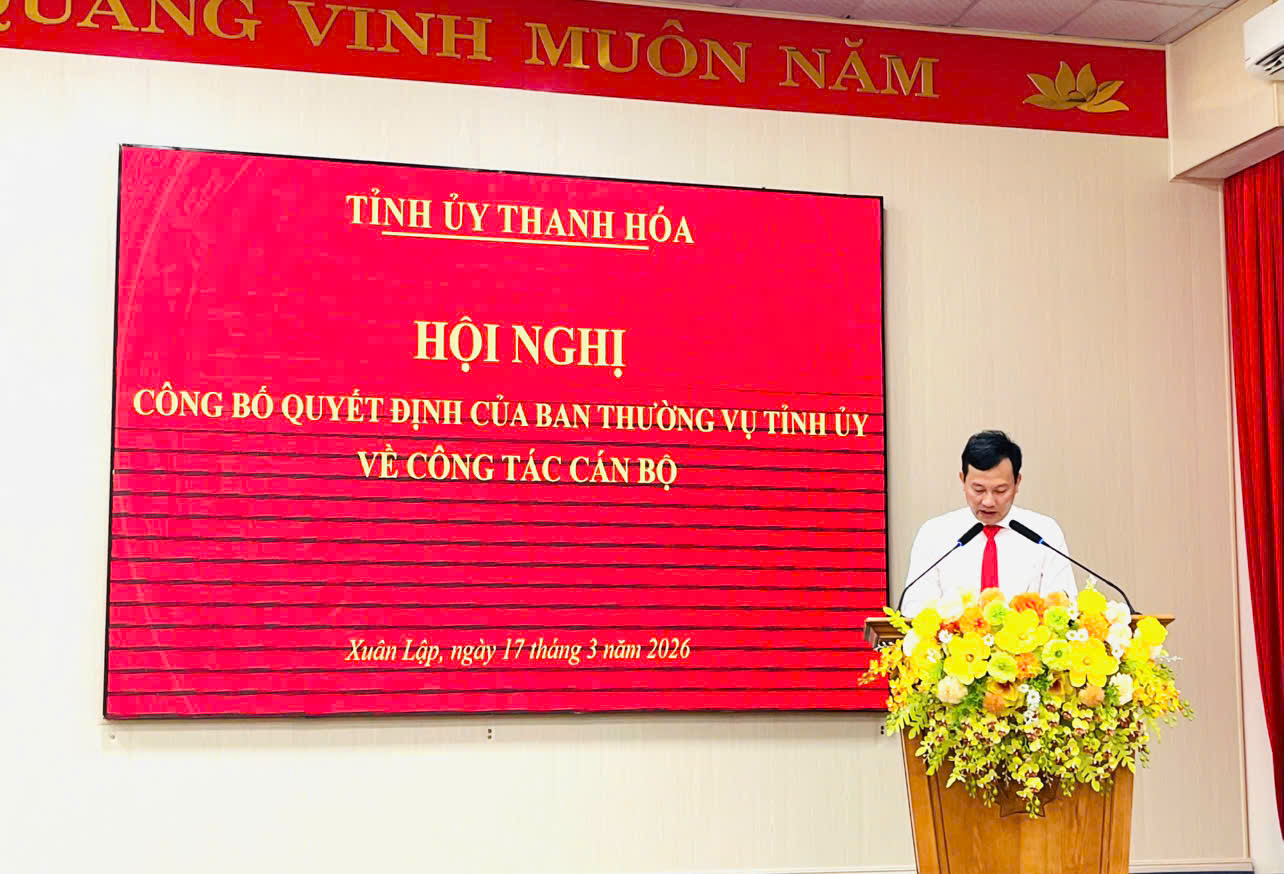 QUANG VINH MUÔN NĂM
TỈNH ỦY THANH HÓA
HỘI NGHỊ
CÔNG BỐ QUYẾT ĐỊNH CỦA BAN THƯỜNG VỤ TỈNH ỦY
VỀ CÔNG TÁC CÁN BỘ
Xuân Lập, ngày 17 tháng 3 năm 2026